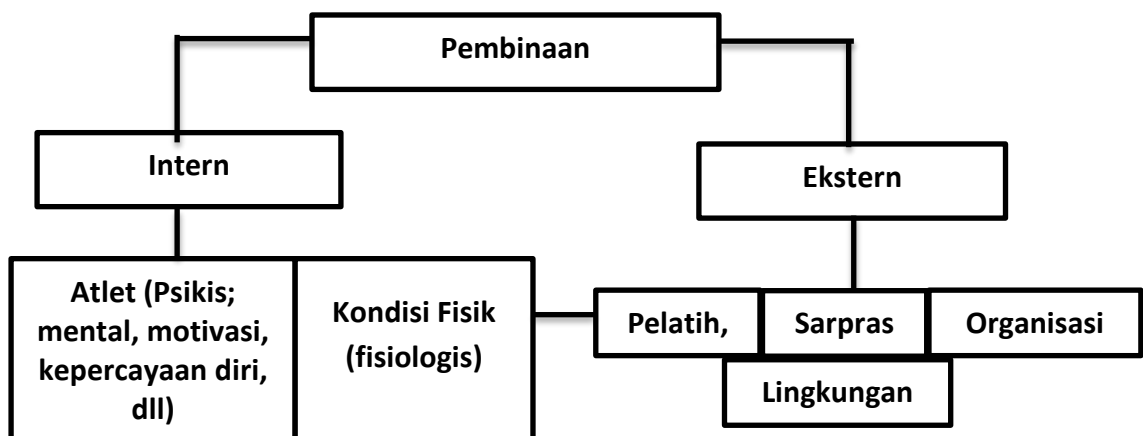 Pembinaan
Intern
Ekstern
Atlet (Psikis;
mental, motivasi,
kepercayaan diri,
dll)
Kondisi Fisik
(fisiologis)
Pelatih,
Sarpras
Organisasi
Lingkungan